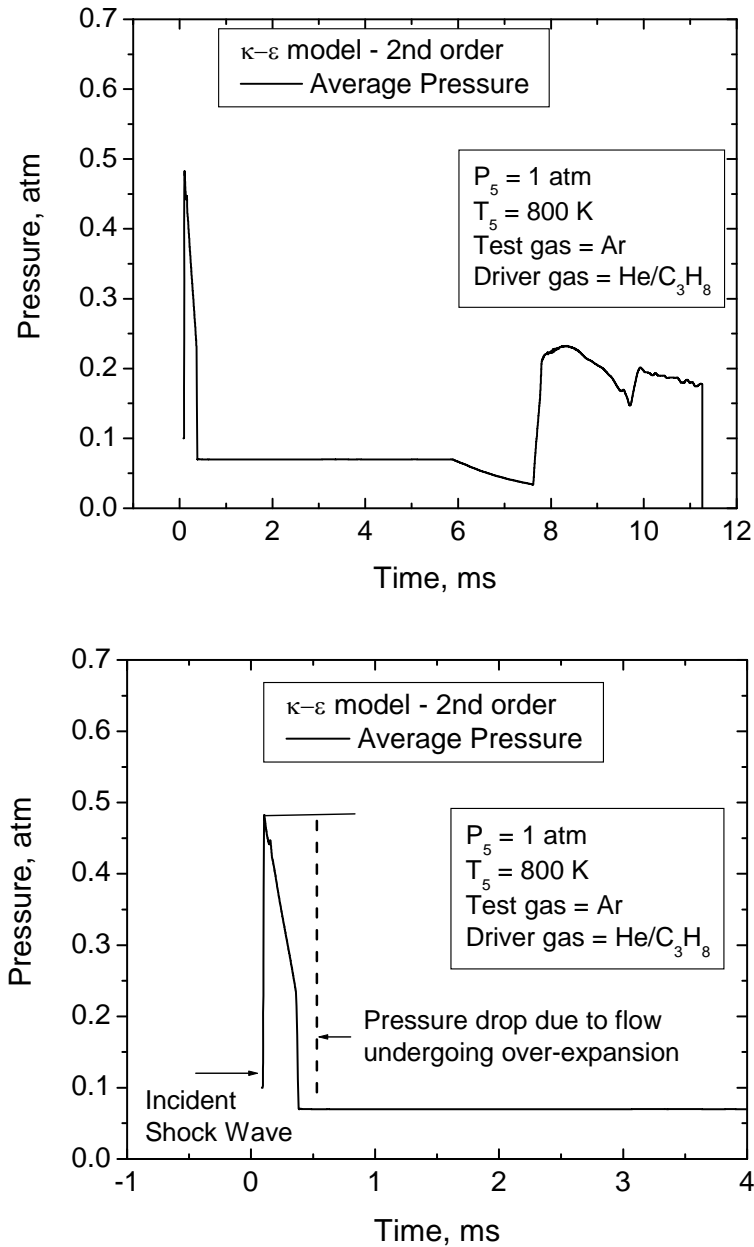 κ−ε model - 2nd order
Average Pressure
P₅ = 1 atm
T₅ = 800 K
Test gas = Ar
Driver gas = He/C₃H₈
Pressure, atm
0.7
0.6
0.5
0.4
0.3
0.2
0.1
0.0
0 2 4 6 8 10 12
Time, ms
κ−ε model - 2nd order
Average Pressure
P₅ = 1 atm
T₅ = 800 K
Test gas = Ar
Driver gas = He/C₃H₈
Pressure drop due to flow
undergoing over-expansion
Incident
Shock Wave
Pressure, atm
0.7
0.6
0.5
0.4
0.3
0.2
0.1
0.0
-1 0 1 2 3 4
Time, ms